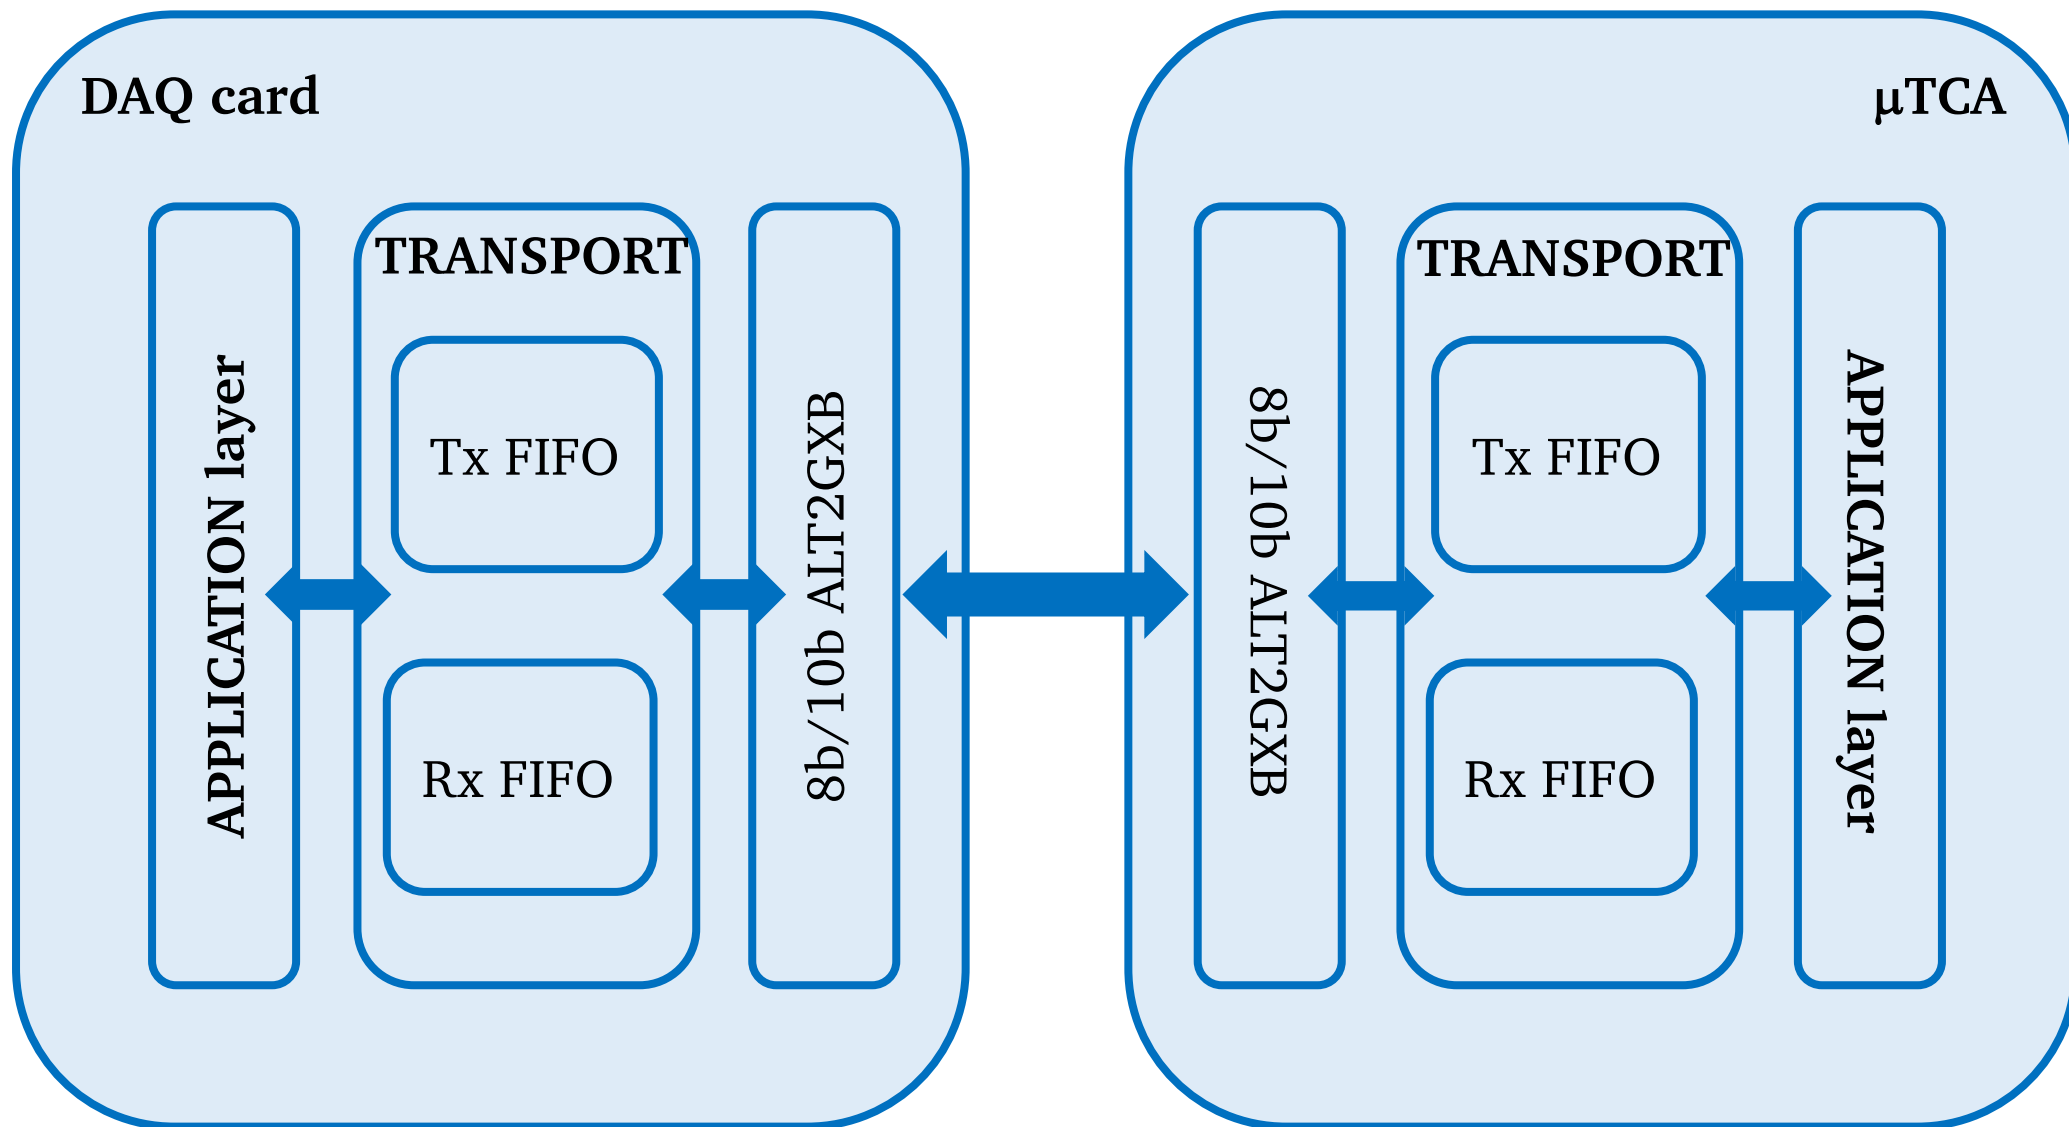 DAQ card
APPLICATION layer
TRANSPORT
Tx FIFO
Rx FIFO
8b/10b ALT2GXB
µTCA
8b/10b ALT2GXB
TRANSPORT
Tx FIFO
Rx FIFO
APPLICATION layer